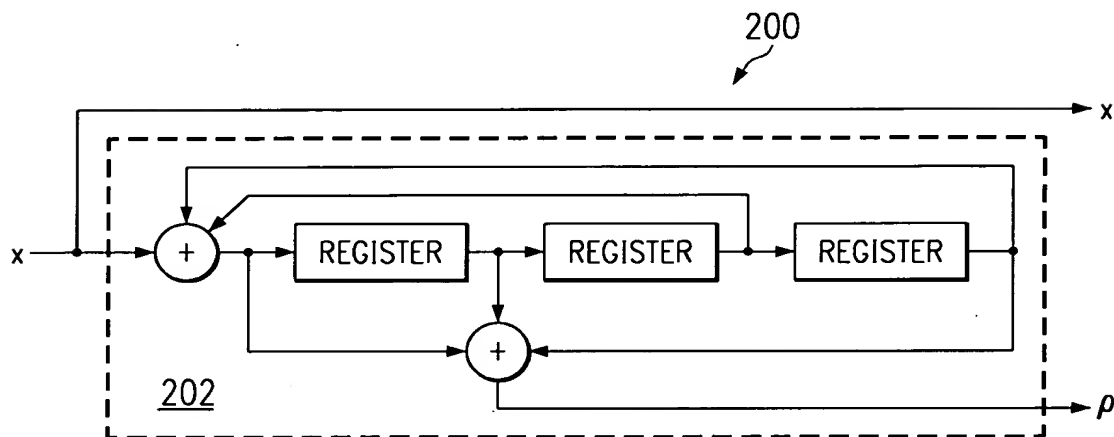 200
x
x
+
REGISTER
REGISTER
REGISTER
+
202
ρ